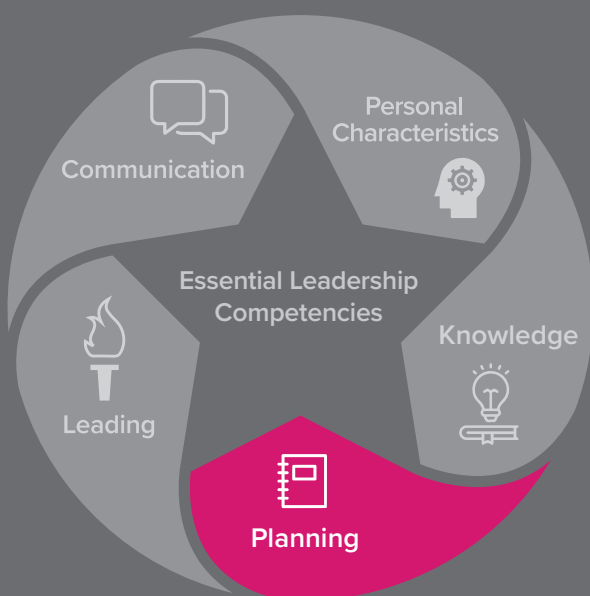 Communication
Personal
Characteristics
Essential Leadership
Competencies
Knowledge
Leading
Planning